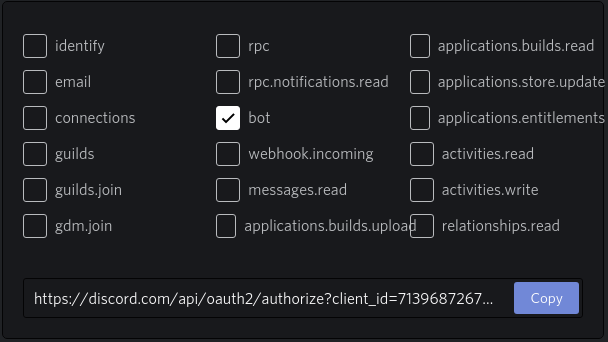 identify
rpc
applications.builds.read
email
rpc.notifications.read
applications.store.update
connections
bot
applications.entitlements
guilds
webhook.incoming
activities.read
guilds.join
messages.read
activities.write
gdm.join
applications.builds.upload
relationships.read
https://discord.com/api/oauth2/authorize?client_id=7139687267...
Copy